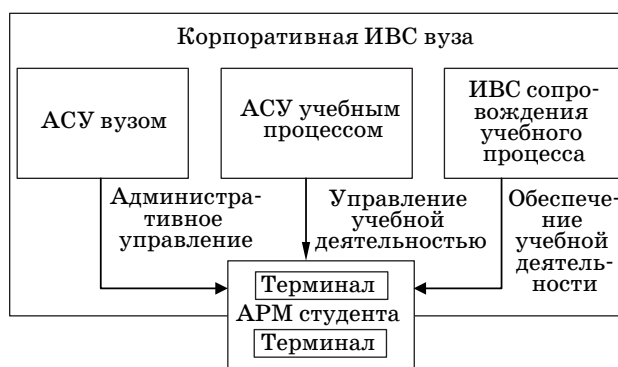 Корпоративная ИВС вуза
АСУ вузом
АСУ учебным
процессом
ИВС сопро-
вождения
учебного
процесса
Администра-
тивное
управление
Управление
учебной
деятельностью
Обеспече-
ние
учебной
деятель-
ности
Терминал
АРМ студента
Терминал